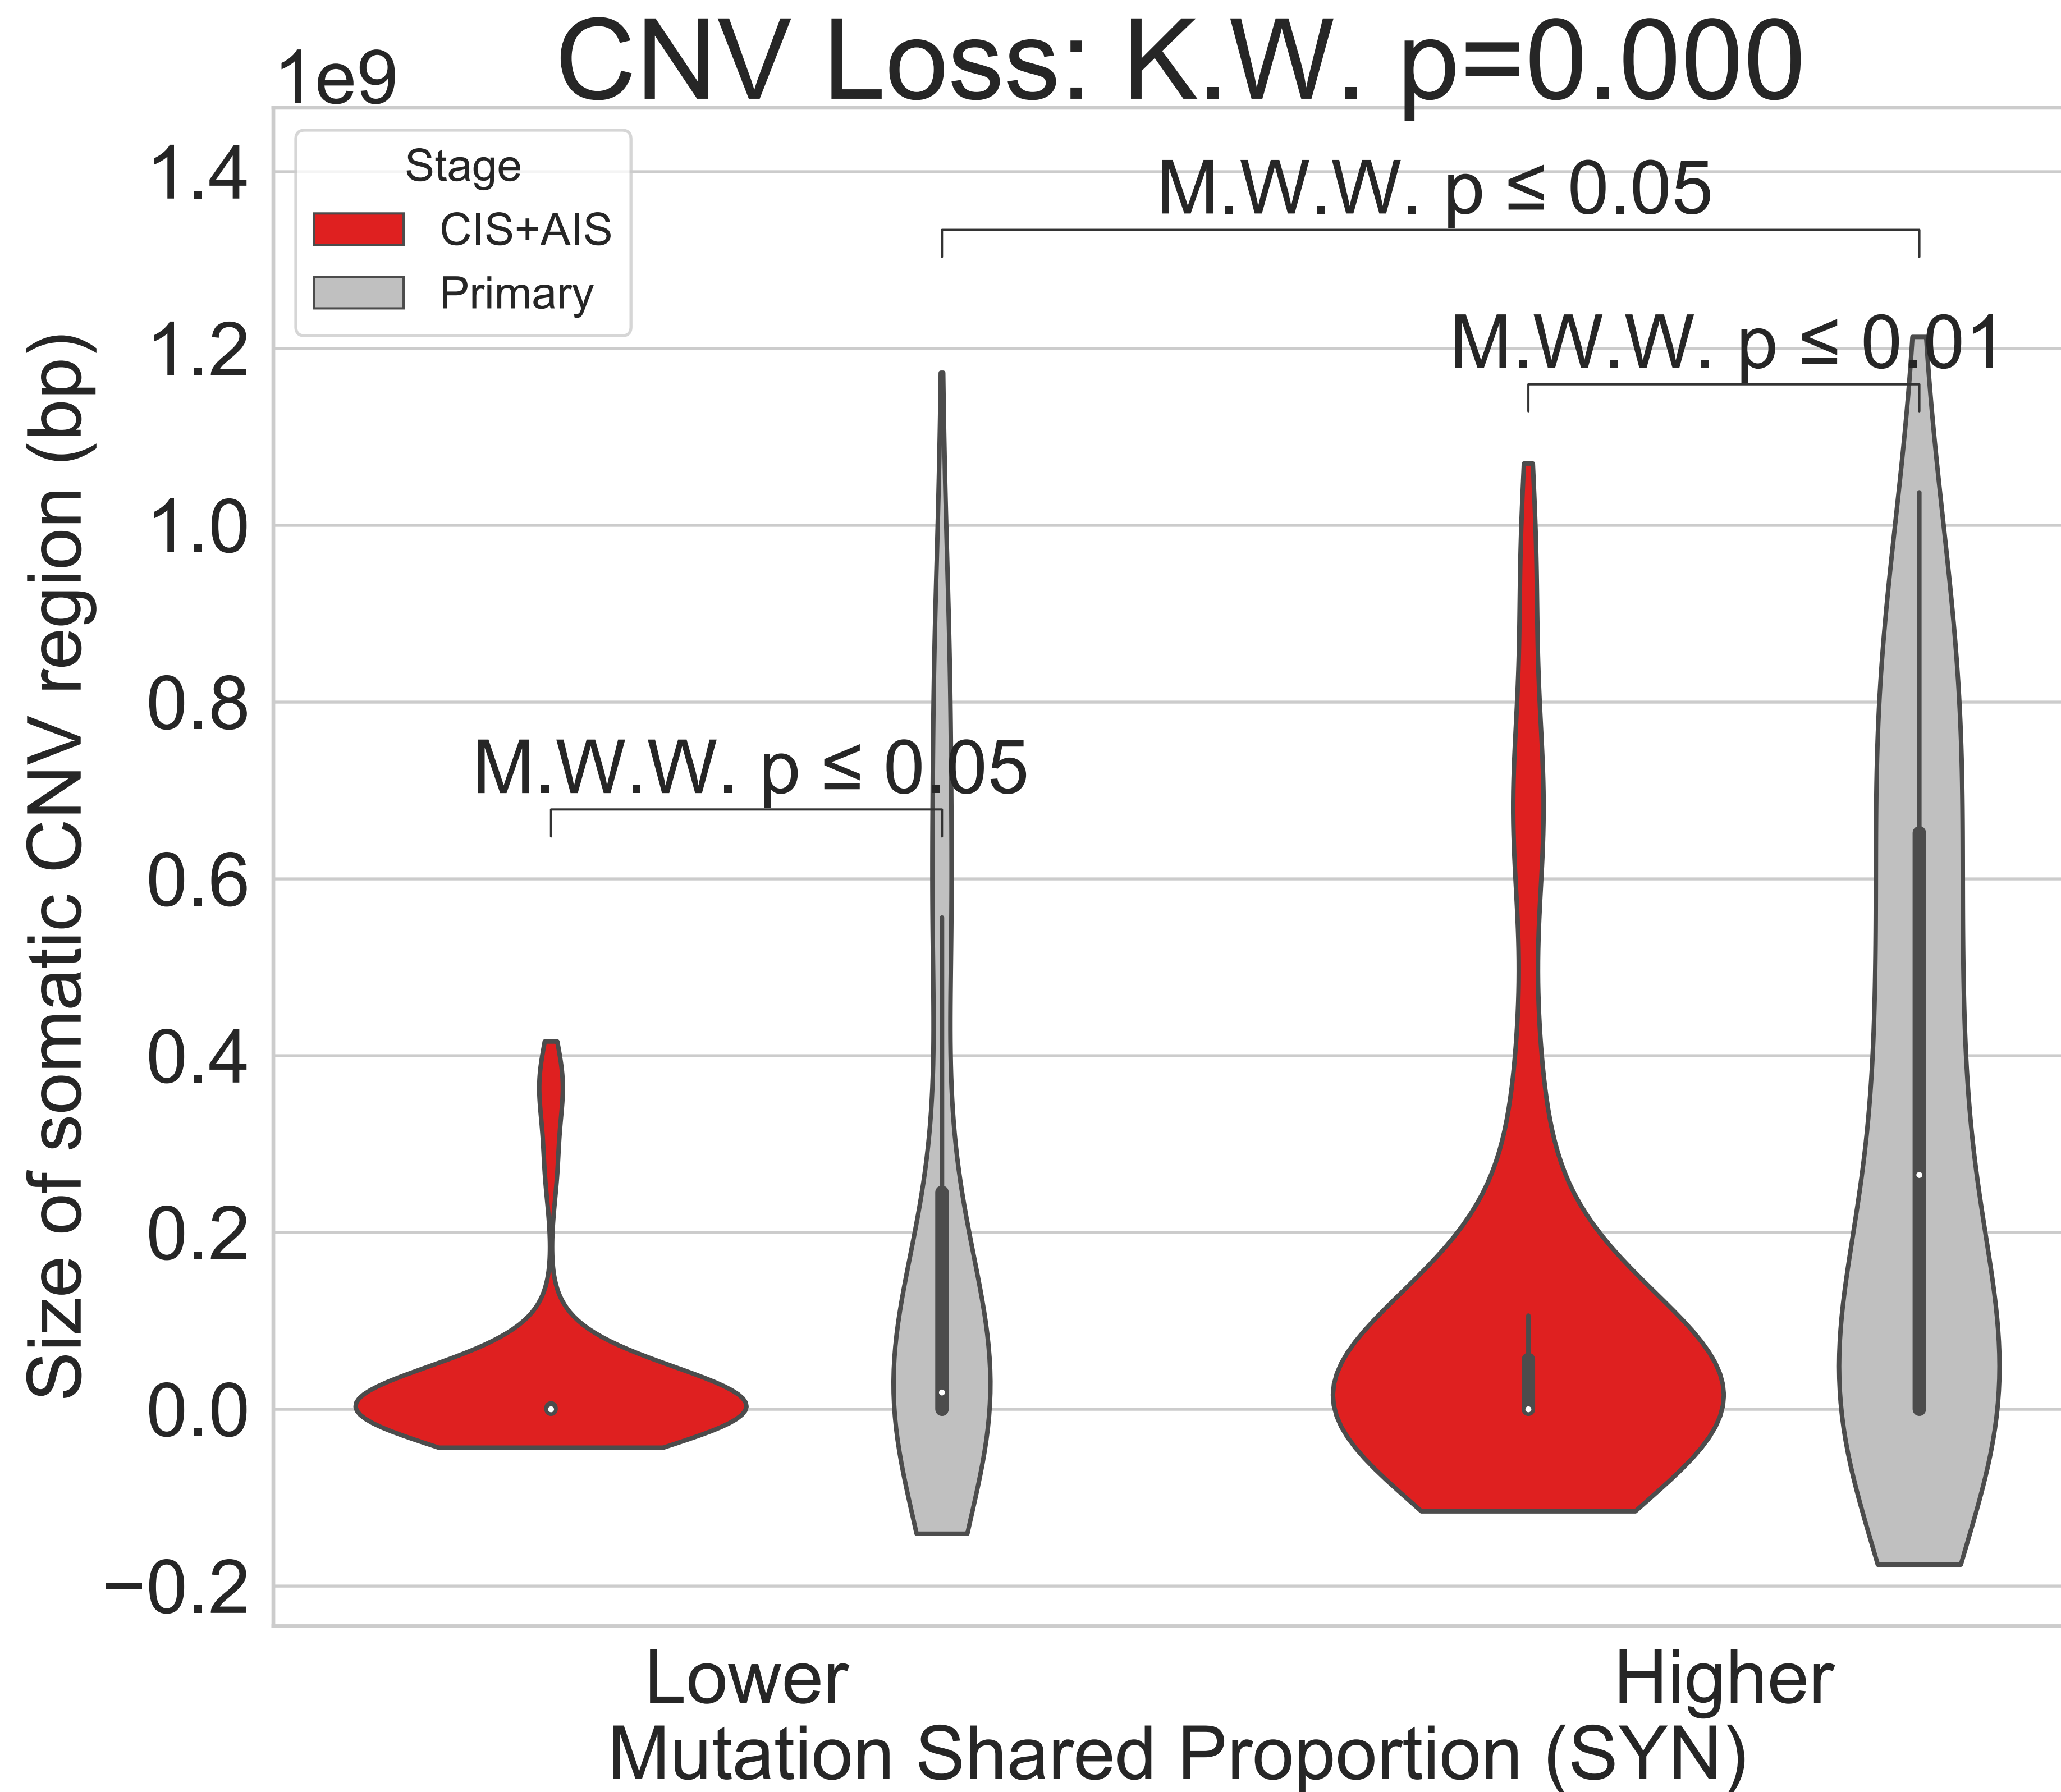 CNV Loss: K.W. p=0.000
1e9
Stage
CIS+AIS
Primary
M.W.W. p ≤ 0.05
M.W.W. p ≤ 0.01
M.W.W. p ≤ 0.05
1.4
1.2
1.0
0.8
0.6
0.4
0.2
0.0
−0.2
Size of somatic CNV region (bp)
Lower
Higher
Mutation Shared Proportion (SYN)